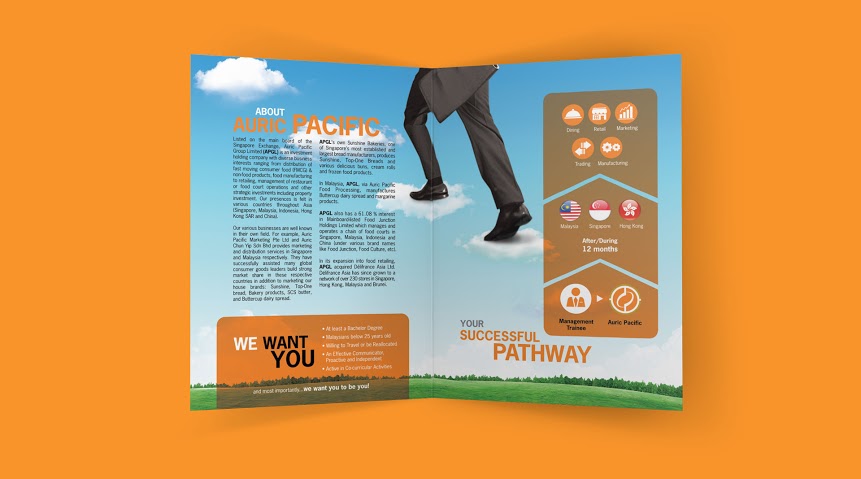 ABOUT
AURIC PACIFIC
Listed on the main board of the
Singapore Exchange, Auric Pacific
Group Limited (APGL) is an investment
holding company with diverse business
interests ranging from distribution of
fast moving consumer food (FMCG) &
non-food products, food manufacturing
to retailing, management of restaurant
or food court operations and other
strategic investments including property
investment. Our presences is felt in
various countries throughout Asia
(Singapore, Malaysia, Indonesia, Hong
Kong SAR and China).
Our various businesses are well known
in their own field. For example, Auric
Pacific Marketing Pte Ltd and Auric
Chun Yip Sdn Bhd provides marketing
and distribution services in Singapore
and Malaysia respectively. They have
successfully assisted many global
consumer goods leaders build strong
market share in these respective
countries in addition to marketing our
house brands: Sunshine, Top-One
bread, Bakery products, SCS butter,
and Buttercup dairy spread.
APGL's own Sunshine Bakeries, one
of Singapore's most established and
largest bread manufacturers, produces
Sunshine, Top-One Breads and
various delicious buns, cream rolls
and frozen food products.
In Malaysia, APGL, via Auric Pacific
Food Processing, manufactures
Buttercup dairy spread and margarine
products.
APGL also has a 61.08 % interest
in Mainboard-listed Food Junction
Holdings Limited which manages and
operates a chain of food courts in
Singapore, Malaysia, Indonesia and
China (under various brand names
like Food Junction, Food Culture, etc).
In its expansion into food retailing,
APGL acquired Délifrance Asia Ltd.
Délifrance Asia has since grown to a
network of over 230 stores in Singapore,
Hong Kong, Malaysia and Brunei.
WE WANT
YOU
• At least a Bachelor Degree
• Malaysians below 25 years old
• Willing to Travel or be Reallocated
• An Effective Communicator,
Proactive and independent
• Active in Co-curricular Activities
and most importantly...we want you to be you!
Dining
Retail
Marketing
Trading
Manufacturing
Malaysia
Singapore
Hong Kong
After/During
12 months
Management
Trainee
Auric Pacific
YOUR
SUCCESSFUL
PATHWAY